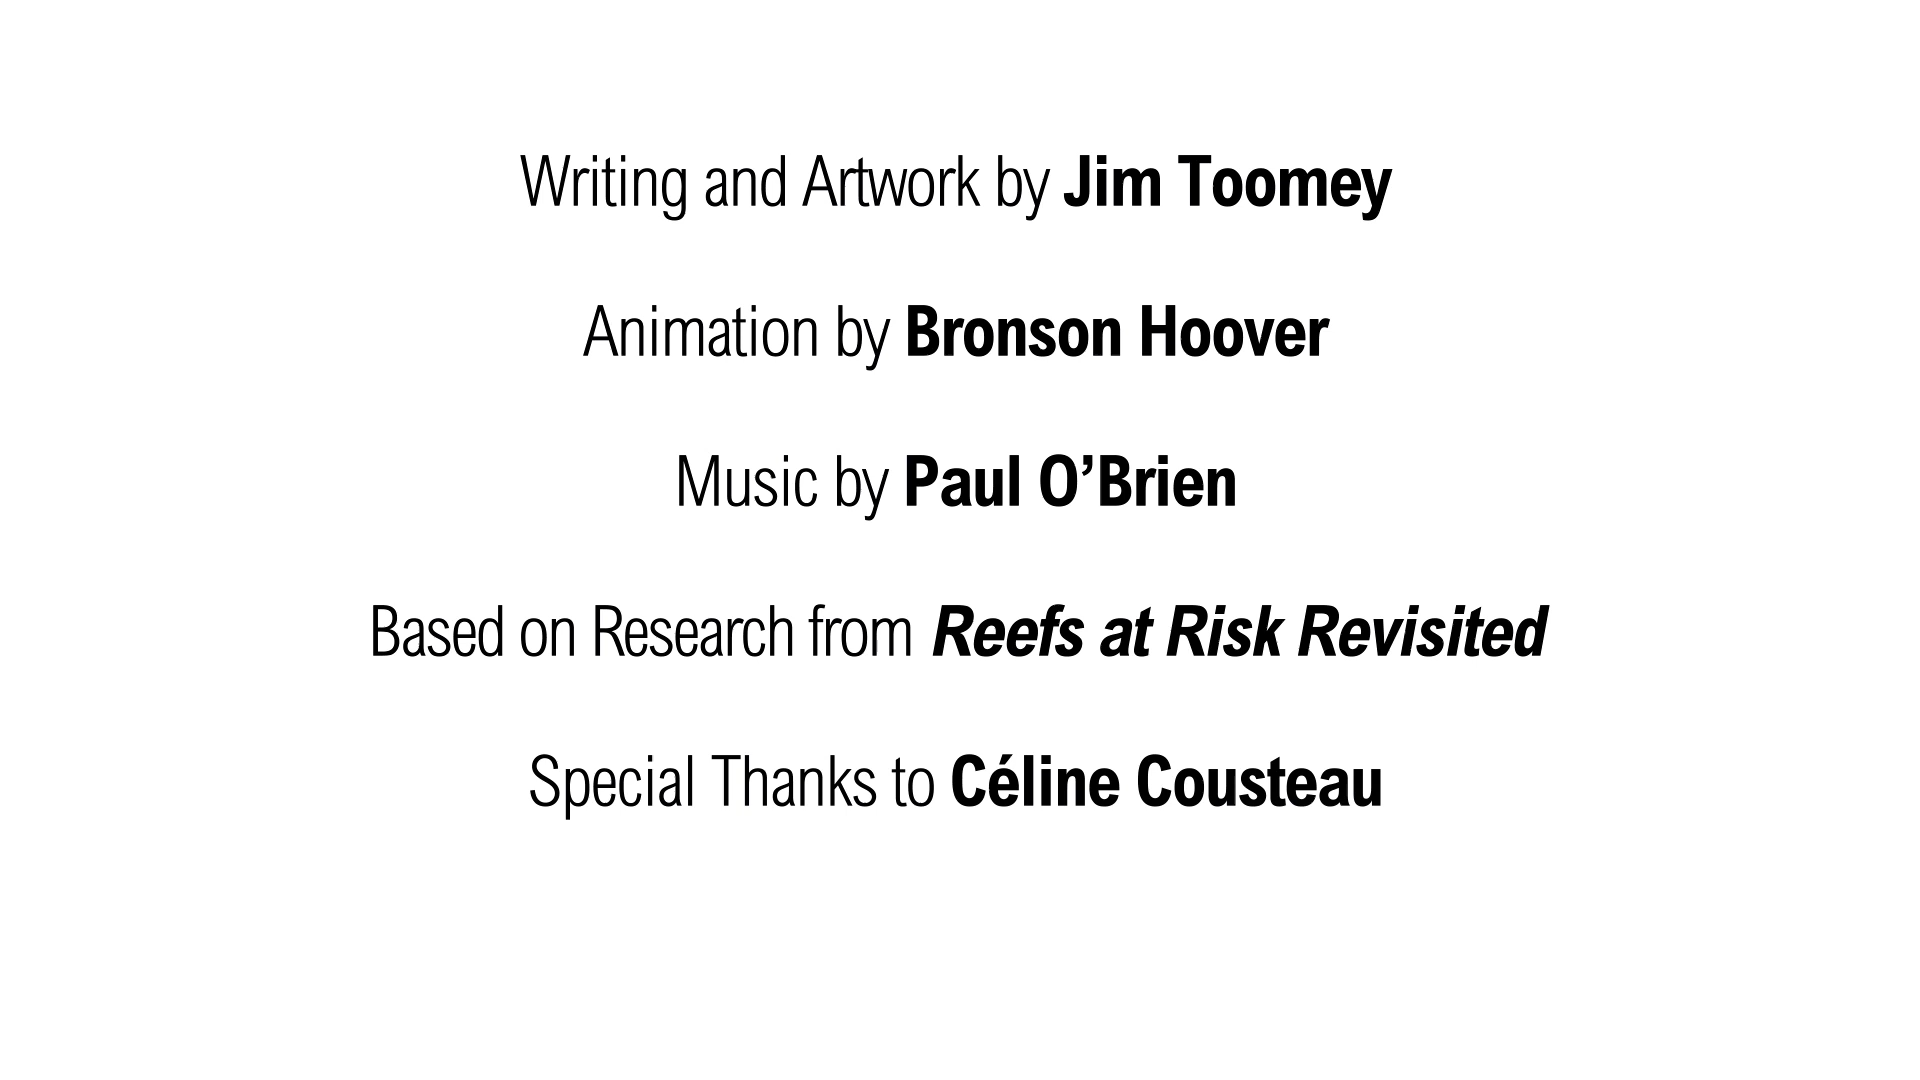 Writing and Artwork by Jim Toomey
Animation by Bronson Hoover
Music by Paul O’Brien
Based on Research from Reefs at Risk Revisited
Special Thanks to Céline Cousteau